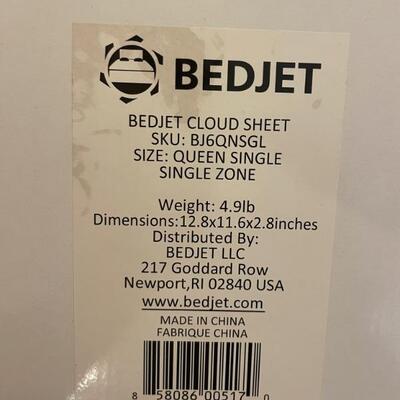 BEDJET
BEDJET CLOUD SHEET
SKU: BJ6QNSGL
SIZE: QUEEN SINGLE
SINGLE ZONE
Weight: 4.9lb
Dimensions:12.8x11.6x2.8inches
Distributed By:
BEDJET LLC
217 Goddard Row
Newport,RI 02840 USA
www.bedjet.com
MADE IN CHINA
FABRIQUE CHINA
8 58086 00517 0